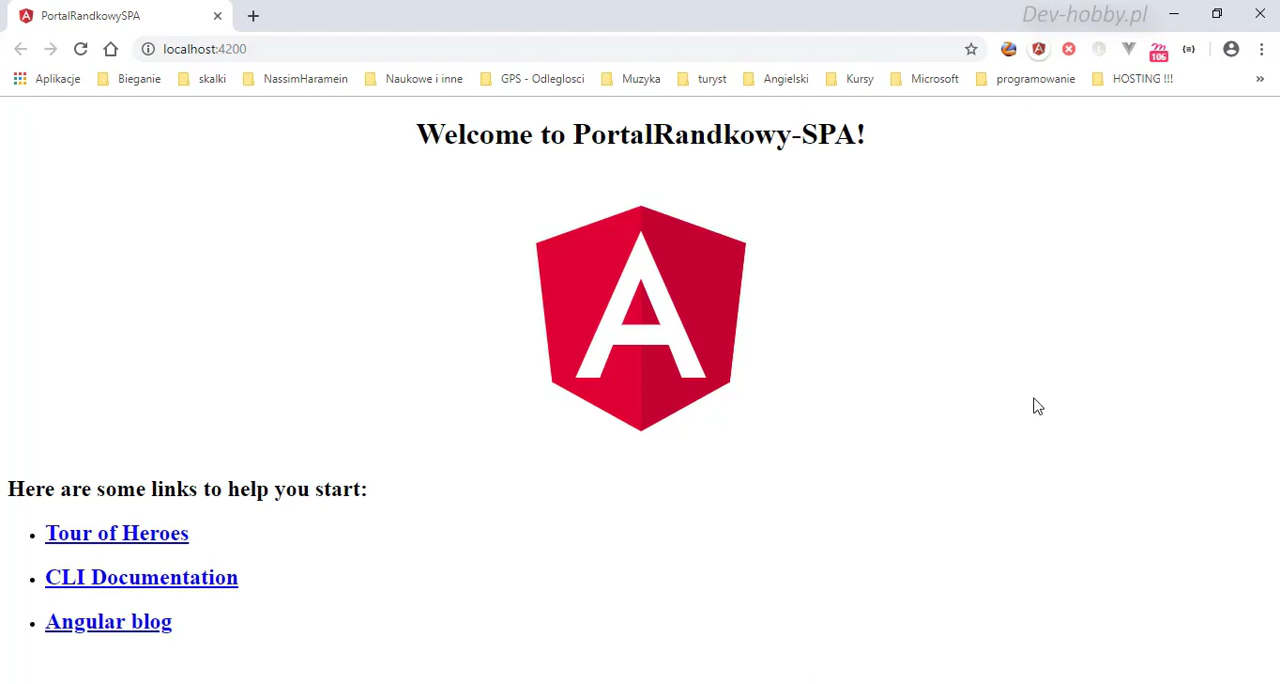 PortalRandkowySPA
Dev-hobby.pl
localhost:4200
106
Aplikacje Bieganie skalki NassimHaramein Naukowe i inne GPS - Odleglosci Muzyka turyst Angielski Kursy Microsoft programowanie HOSTING !!! »
Welcome to PortalRandkowy-SPA!
A
Here are some links to help you start:
• Tour of Heroes
• CLI Documentation
• Angular blog